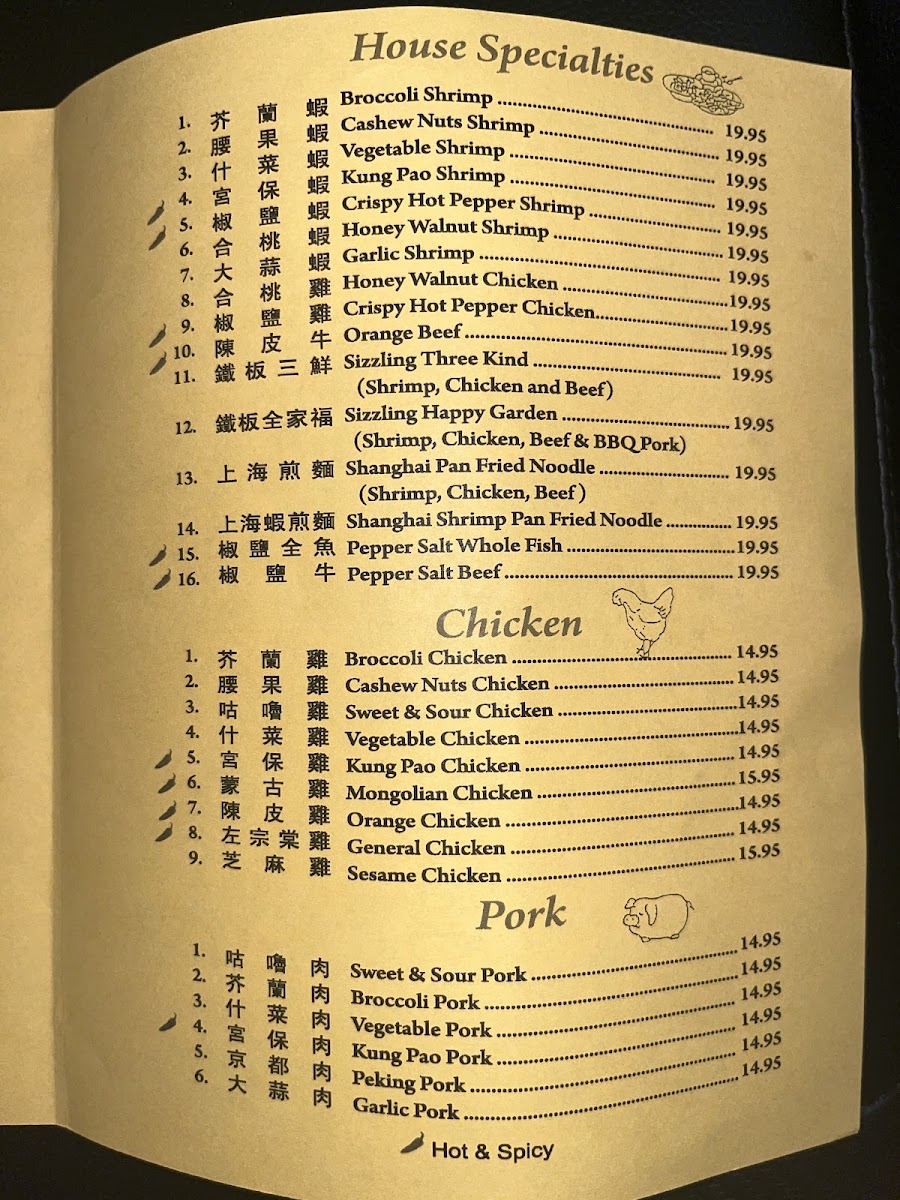 House Specialties
1. 芥蘭蝦 Broccoli Shrimp 19.95
2. 腰果蝦 Cashew Nuts Shrimp 19.95
3. 什菜蝦 Vegetable Shrimp 19.95
4. 宮保蝦 Kung Pao Shrimp 19.95
5. 椒鹽蝦 Crispy Hot Pepper Shrimp 19.95
6. 合桃蝦 Honey Walnut Shrimp 19.95
7. 大蒜蝦 Garlic Shrimp 19.95
8. 合桃雞 Honey Walnut Chicken 19.95
9. 椒鹽雞 Crispy Hot Pepper Chicken 19.95
10. 陳皮牛 Orange Beef 19.95
11. 鐵板三鮮 Sizzling Three Kind 19.95
(Shrimp, Chicken and Beef)
12. 鐵板全家福 Sizzling Happy Garden 19.95
(Shrimp, Chicken, Beef & BBQ Pork)
13. 上海煎麵 Shanghai Pan Fried Noodle 19.95
(Shrimp, Chicken, Beef)
14. 上海蝦煎麵 Shanghai Shrimp Pan Fried Noodle 19.95
15. 椒鹽全魚 Pepper Salt Whole Fish 19.95
16. 椒鹽牛 Pepper Salt Beef 19.95
Chicken
1. 芥蘭雞 Broccoli Chicken 14.95
2. 腰果雞 Cashew Nuts Chicken 14.95
3. 咕嚕雞 Sweet & Sour Chicken 14.95
4. 什菜雞 Vegetable Chicken 14.95
5. 宮保雞 Kung Pao Chicken 14.95
6. 蒙古雞 Mongolian Chicken 15.95
7. 陳皮雞 Orange Chicken 14.95
8. 左宗棠雞 General Chicken 14.95
9. 芝麻雞 Sesame Chicken 15.95
Pork
1. 咕嚕肉 Sweet & Sour Pork 14.95
2. 芥蘭肉 Broccoli Pork 14.95
3. 什菜肉 Vegetable Pork 14.95
4. 宮保肉 Kung Pao Pork 14.95
5. 京都肉 Peking Pork 14.95
6. 大蒜肉 Garlic Pork 14.95
Hot & Spicy